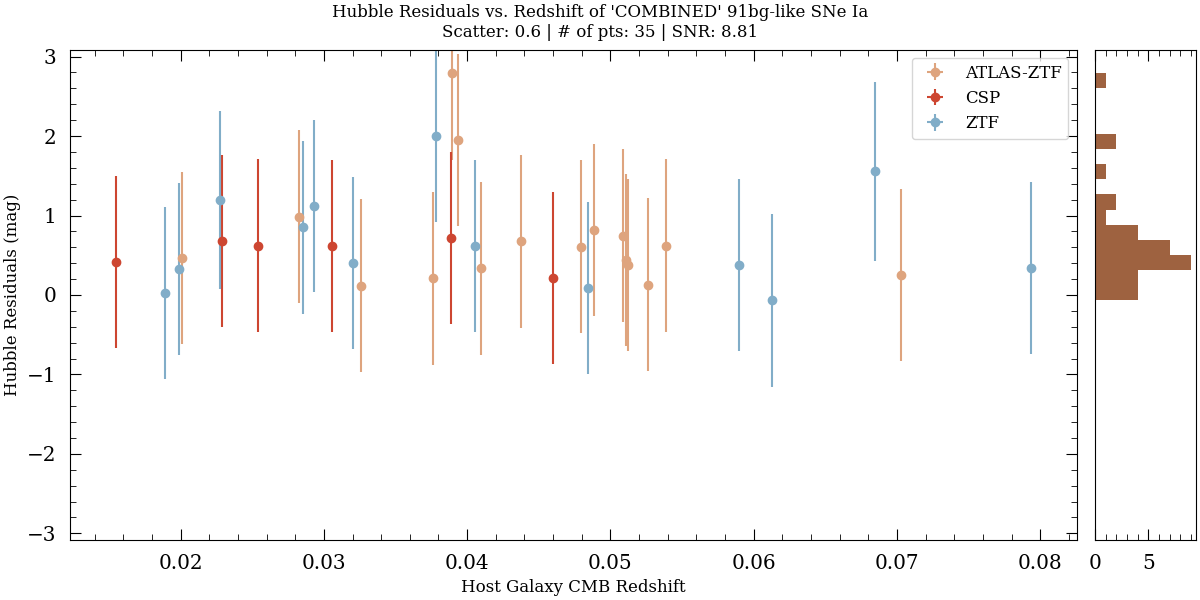 Hubble Residuals vs. Redshift of 'COMBINED' 91bg-like SNe Ia
Scatter: 0.6 | # of pts: 35 | SNR: 8.81
ATLAS-ZTF
CSP
ZTF
Hubble Residuals (mag)
3
2
1
0
−1
−2
−3
0.02 0.03 0.04 0.05 0.06 0.07 0.08
0 5
Host Galaxy CMB Redshift